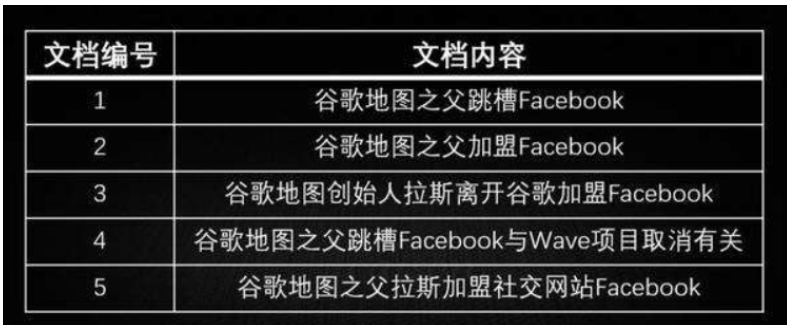 文档编号 文档内容
1 谷歌地图之父跳槽Facebook
2 谷歌地图之父加盟Facebook
3 谷歌地图创始人拉斯离开谷歌加盟Facebook
4 谷歌地图之父跳槽Facebook与Wave项目取消有关
5 谷歌地图之父拉斯加盟社交网站Facebook